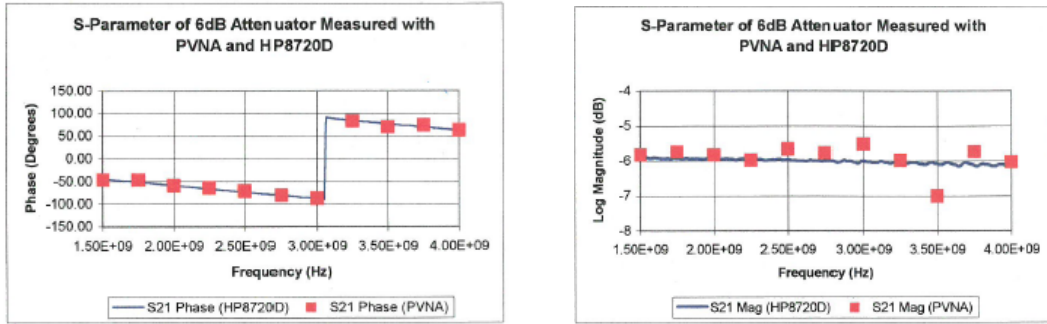 S-Parameter of 6dB Attenuator Measured with
PVNA and HP8720D
Phase (Degrees)
150.00
100.00
50.00
0.00
-50.00
-100.00
-150.00
1.50E+09 2.00E+09 2.50E+09 3.00E+09 3.50E+09 4.00E+09
Frequency (Hz)
S21 Phase (HP8720D) S21 Phase (PVNA)
S-Parameter of 6dB Attenuator Measured with
PVNA and HP8720D
Log Magnitude (dB)
-4
-5
-6
-7
-8
1.50E+09 2.00E+09 2.50E+09 3.00E+09 3.50E+09 4.00E+09
Frequency (Hz)
S21 Mag (HP8720D) S21 Mag (PVNA)